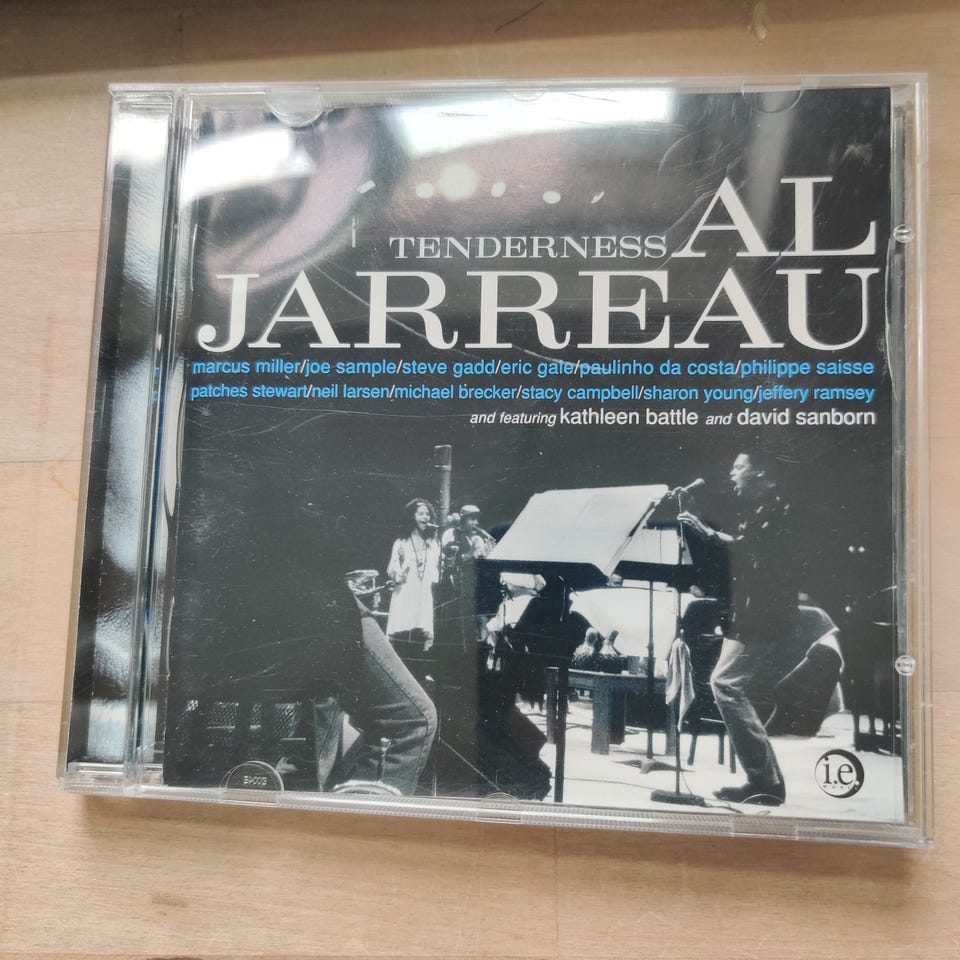 TENDERNESS AL
JARREAU
marcus miller/joe sample/steve gadd/eric gale/paulinho da costa/philippe saisse
patches stewart/neil larsen/michael brecker/stacy campbell/sharon young/jeffery ramsey
and featuring kathleen battle and david sanborn
i.e.
MUSIC